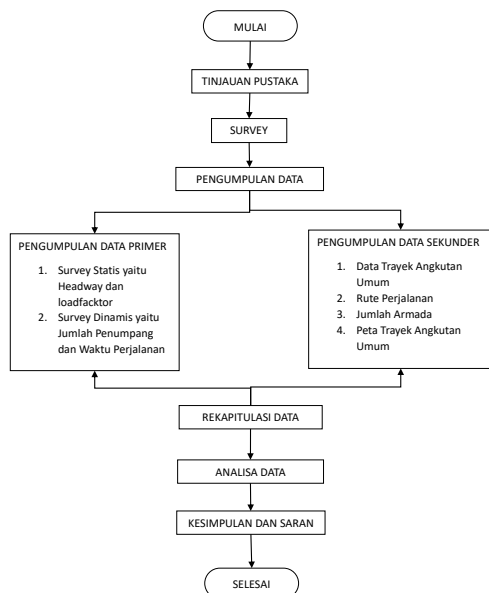 MULAI
TINJAUAN PUSTAKA
SURVEY
PENGUMPULAN DATA
PENGUMPULAN DATA PRIMER
1. Survey Statis yaitu
Headway dan
loadfacktor
2. Survey Dinamis yaitu
Jumlah Penumpang
dan Waktu Perjalanan
PENGUMPULAN DATA SEKUNDER
1. Data Trayek Angkutan
Umum
2. Rute Perjalanan
3. Jumlah Armada
4. Peta Trayek Angkutan
Umum
REKAPITULASI DATA
ANALISA DATA
KESIMPULAN DAN SARAN
SELESAI